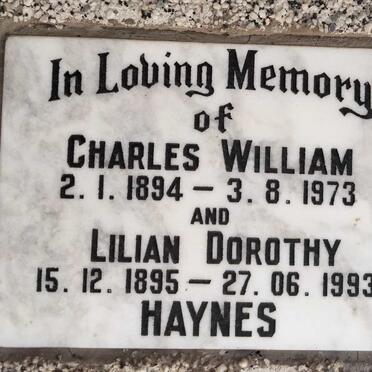 In Loving Memory
of
CHARLES WILLIAM
2. 1. 1894 – 3. 8. 1973
AND
LILIAN DOROTHY
15. 12. 1895 – 27. 06. 1993
HAYNES